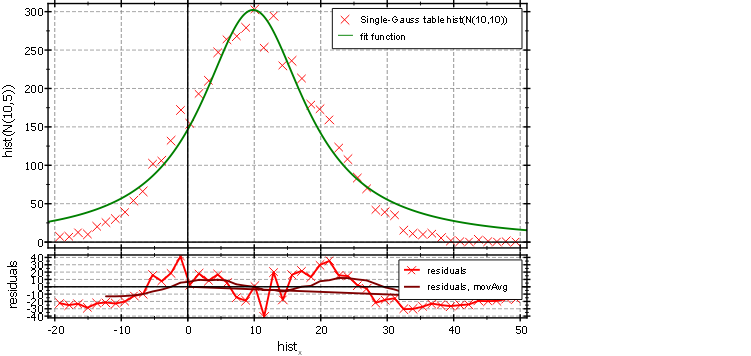 300
250
200
150
100
50
0
hist(N(10,5))
Single-Gauss table hist(N(10,10))
fit function
40
30
20
10
0
-10
-20
-30
-40
residuals
residuals
residuals, movAvg
-20 -10 0 10 20 30 40 50
hist x